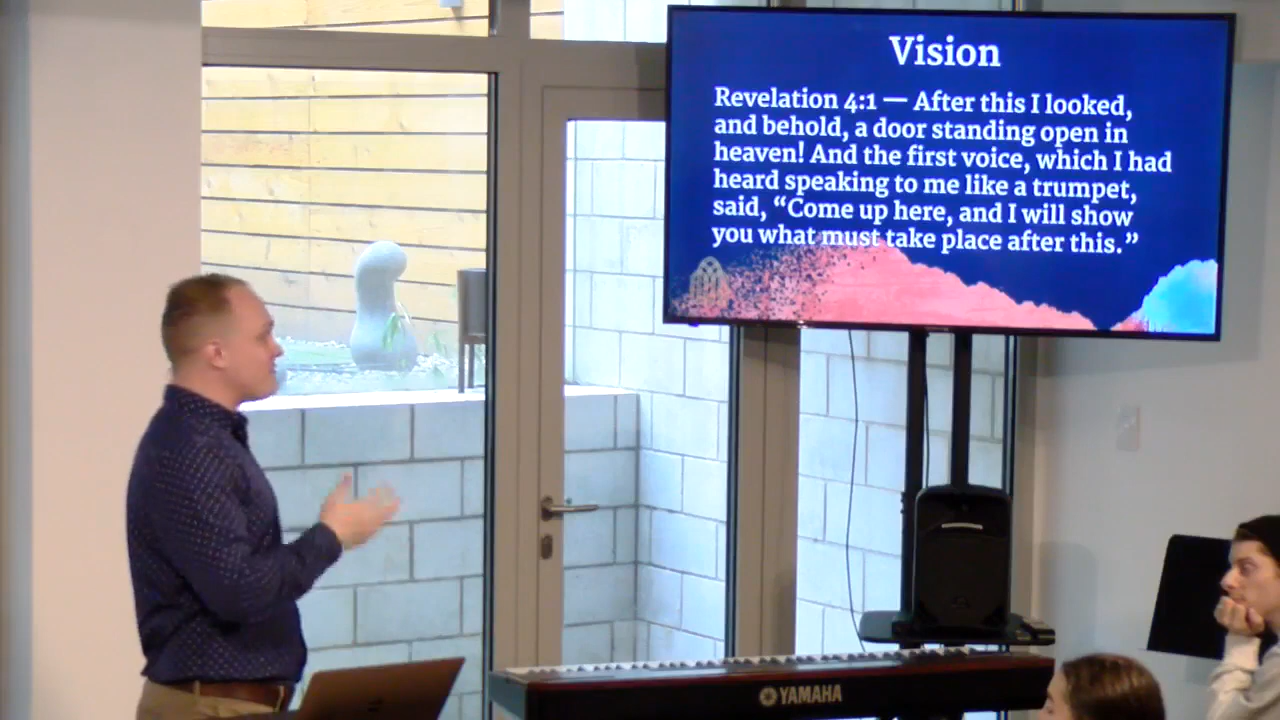 Vision
Revelation 4:1 — After this I looked,
and behold, a door standing open in
heaven! And the first voice, which I had
heard speaking to me like a trumpet,
said, “Come up here, and I will show
you what must take place after this.”
YAMAHA